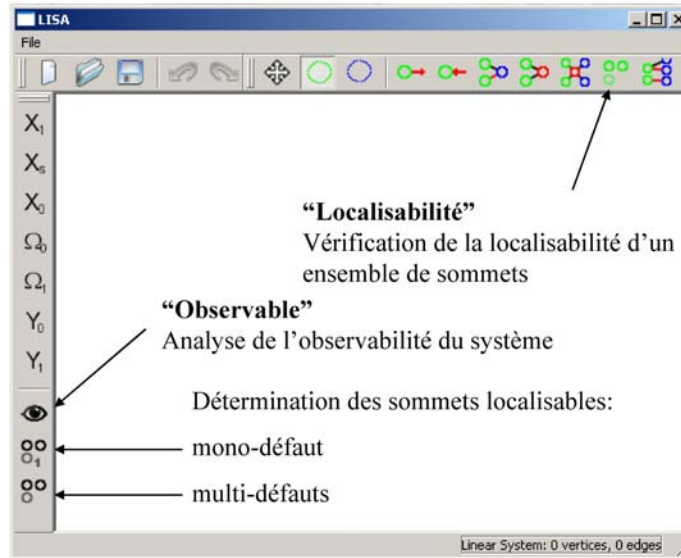 LISA
File
X₁
Xₛ
X₀
Ω₀
Ω₁
Y₀
Y₁
“Localisabilité”
Vérification de la localisabilité d’un
ensemble de sommets
“Observable”
Analyse de l’observabilité du système
Détermination des sommets localisables:
1
mono-défaut
multi-défauts
Linear System: 0 vertices, 0 edges